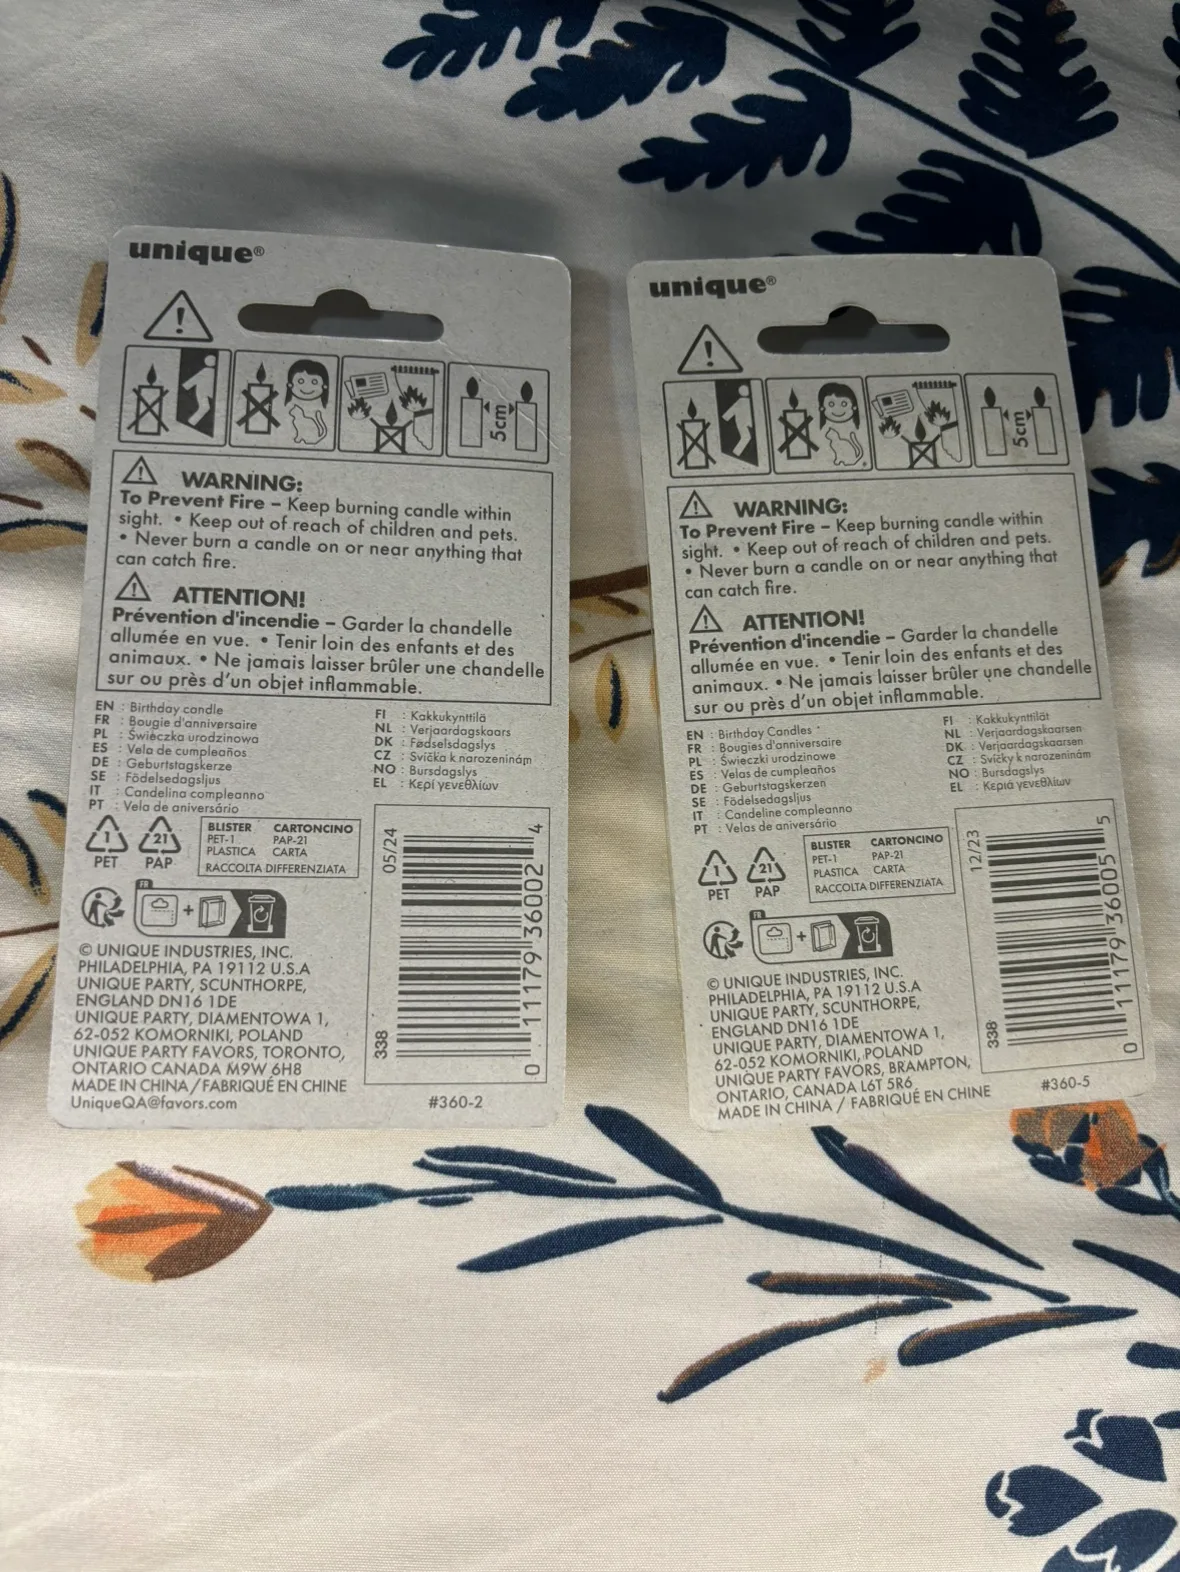 unique®
5cm
WARNING:
To Prevent Fire – Keep burning candle within
sight. • Keep out of reach of children and pets.
• Never burn a candle on or near anything that
can catch fire.
ATTENTION!
Prévention d'incendie – Garder la chandelle
allumée en vue. • Tenir loin des enfants et des
animaux. • Ne jamais laisser brûler une chandelle
sur ou près d'un objet inflammable.
EN : Birthday candle
FR : Bougie d'anniversaire
PL : Świeczka urodzinowa
ES : Vela de cumpleaños
DE : Geburtstagskerze
SE : Födelsedagsljus
IT : Candelina compleanno
PT : Vela de aniversário
FI : Kakkukynttilä
NL : Verjaardagskaars
DK : Fødselsdagslys
CZ : Svíčka k narozeninám
NO : Bursdagslys
EL : Κερί γενεθλίων
1
PET
21
PAP
BLISTER CARTONCINO
PET-1 PAP-21
PLASTICA CARTA
RACCOLTA DIFFERENZIATA
FR
+
© UNIQUE INDUSTRIES, INC.
PHILADELPHIA, PA 19112 U.S.A
UNIQUE PARTY, SCUNTHORPE,
ENGLAND DN16 1DE
UNIQUE PARTY, DIAMENTOWA 1,
62-052 KOMORNIKI, POLAND
UNIQUE PARTY FAVORS, TORONTO,
ONTARIO CANADA M9W 6H8
MADE IN CHINA/FABRIQUÉ EN CHINE
UniqueQA@favors.com
05/24
338
0 11179 36002 4
#360-2
unique®
5cm
WARNING:
To Prevent Fire – Keep burning candle within
sight. • Keep out of reach of children and pets.
• Never burn a candle on or near anything that
can catch fire.
ATTENTION!
Prévention d'incendie – Garder la chandelle
allumée en vue. • Tenir loin des enfants et des
animaux. • Ne jamais laisser brûler une chandelle
sur ou près d'un objet inflammable.
EN : Birthday Candles
FR : Bougies d'anniversaire
PL : Świeczki urodzinowe
ES : Velas de cumpleaños
DE : Geburtstagskerzen
SE : Födelsedagsljus
IT : Candeline compleanno
PT : Velas de aniversário
FI : Kakkukynttilät
NL : Verjaardagskaarsen
DK : Verjaardagskaarsen
CZ : Svíčky k narozeninám
NO : Bursdagslys
EL : Κεριά γενεθλίων
1
PET
21
PAP
BLISTER CARTONCINO
PET-1 PAP-21
PLASTICA CARTA
RACCOLTA DIFFERENZIATA
FR
+
© UNIQUE INDUSTRIES, INC.
PHILADELPHIA, PA 19112 U.S.A
UNIQUE PARTY, SCUNTHORPE,
ENGLAND DN16 1DE
UNIQUE PARTY, DIAMENTOWA 1,
62-052 KOMORNIKI, POLAND
UNIQUE PARTY FAVORS, BRAMPTON,
ONTARIO, CANADA L6T 5R6
MADE IN CHINA / FABRIQUÉ EN CHINE
12/23
338
0 11179 36005 5
#360-5